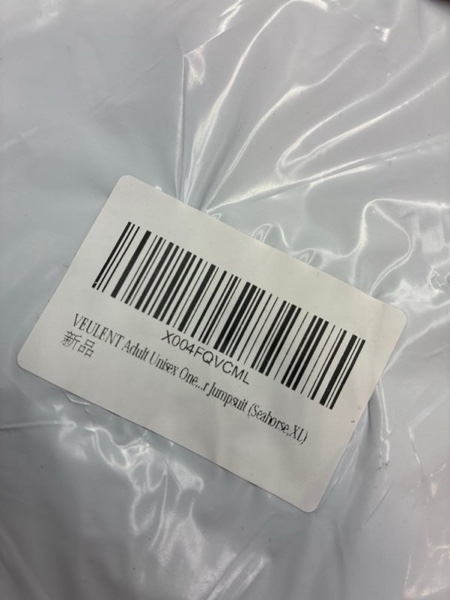 X004FQVCML
VEULENT Adult Unisex One...r Jumpsuit (Seahorse,XL)
新品